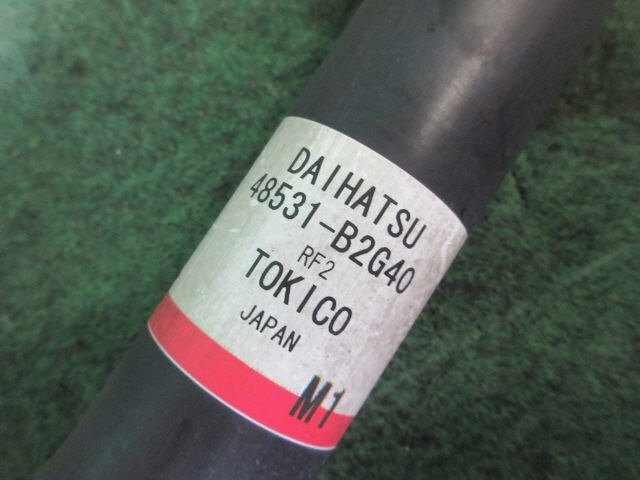 DAIHATSU
48531-B2G40
RF2
TOKICO
JAPAN
M1